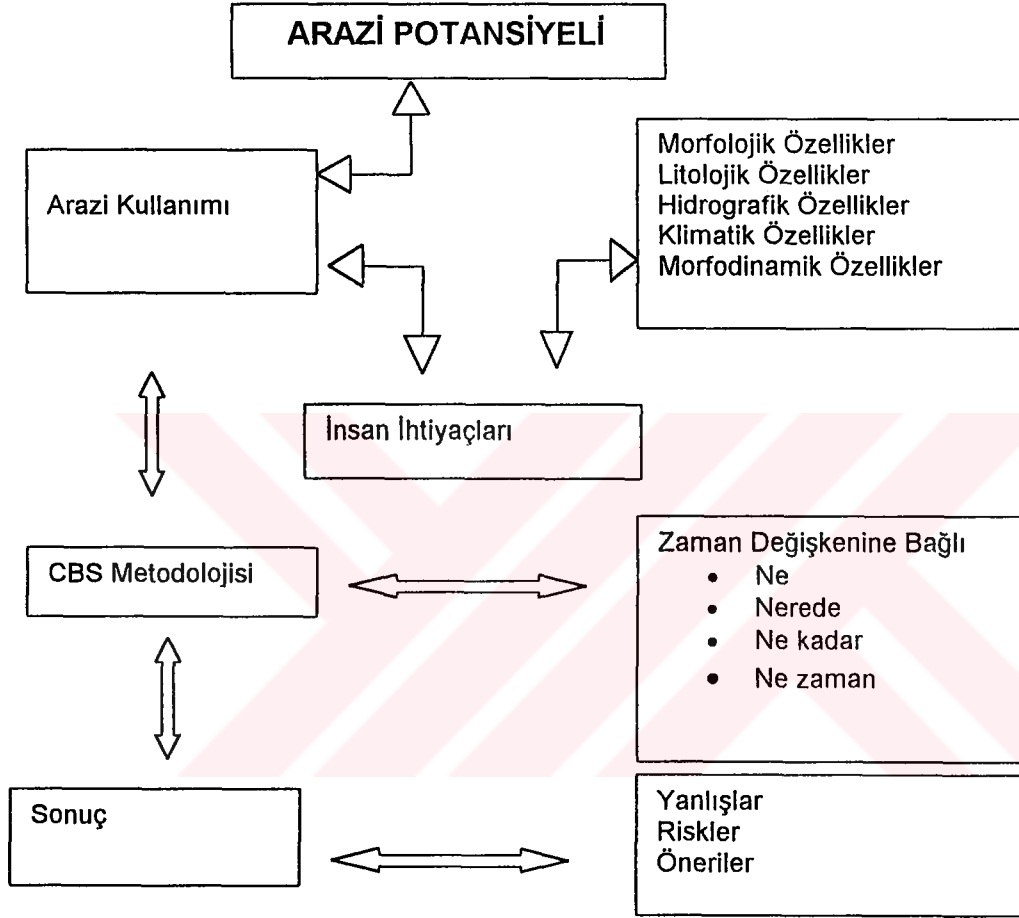 ARAZİ POTANSİYELİ
Arazi Kullanımı
Morfolojik Özellikler
Litolojik Özellikler
Hidrografik Özellikler
Klimatik Özellikler
Morfodinamik Özellikler
İnsan İhtiyaçları
CBS Metodolojisi
Zaman Değişkenine Bağlı
• Ne
• Nerede
• Ne kadar
• Ne zaman
Sonuç
Yanlışlar
Riskler
Öneriler